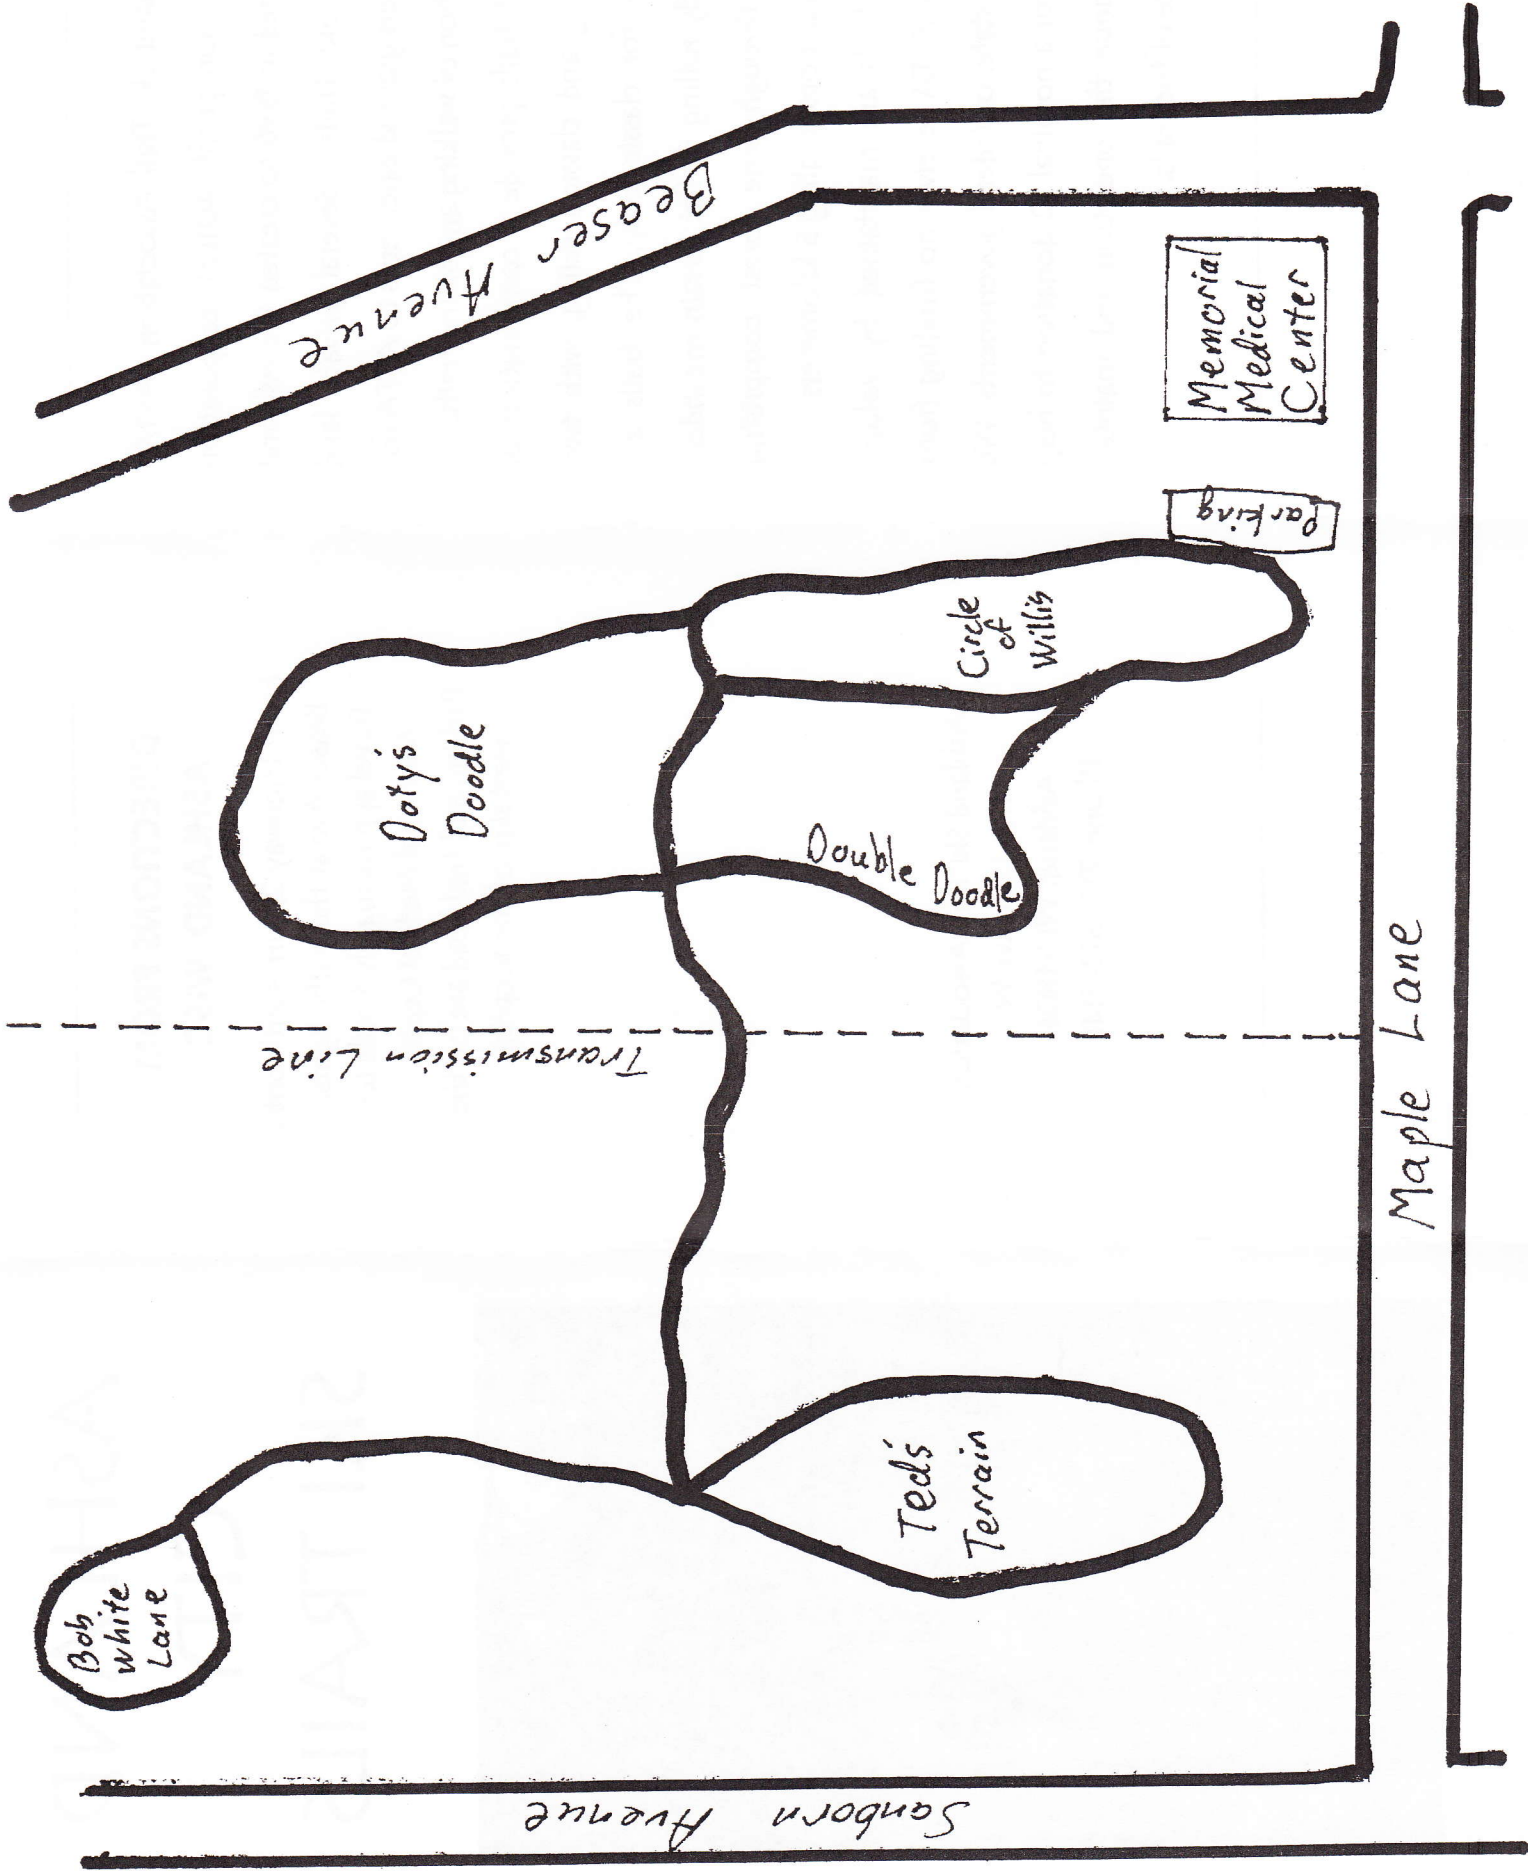 Beaser Avenue
Memorial
Medical
Center
Parking
Circle
of
Willis
Doty's
Doodle
Double Doodle
Transmission Line
Maple Lane
Ted's
Terrain
Bob
white
Lane
Sanborn Avenue